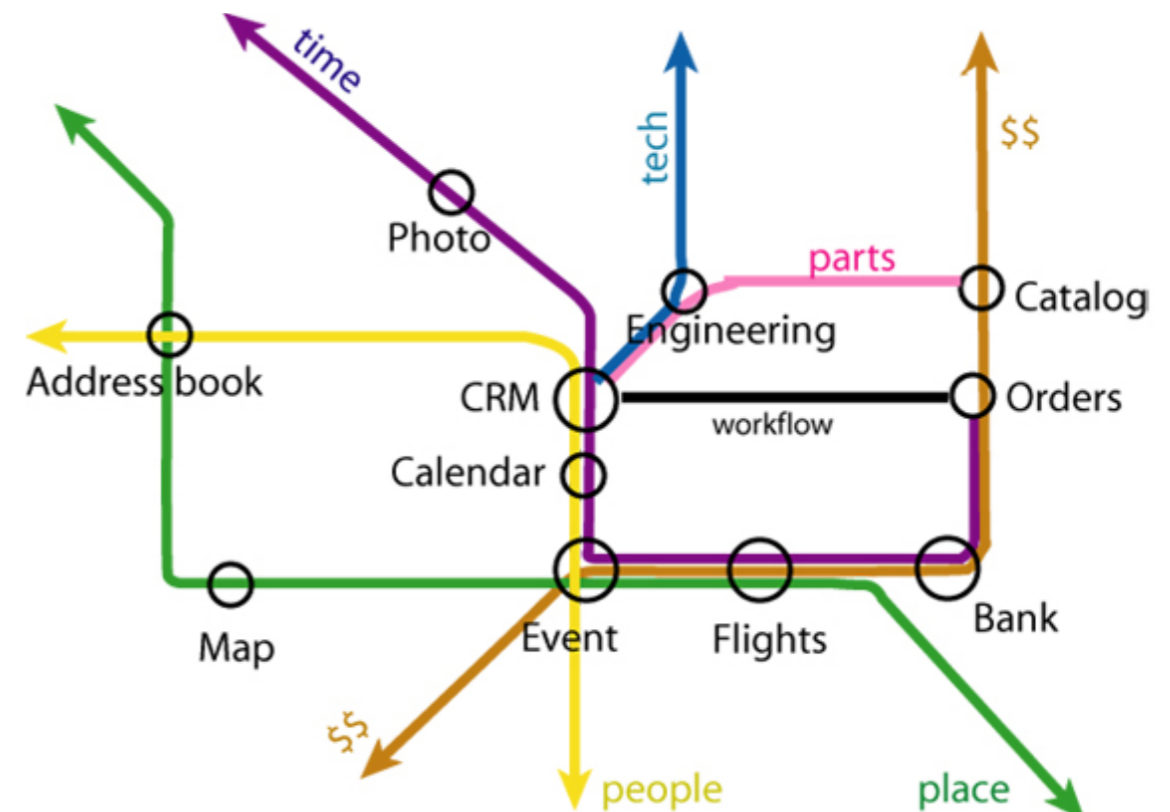 time
tech
$$
Photo
parts
Catalog
Engineering
Address book
CRM
Orders
workflow
Calendar
Event
Flights
Bank
Map
$$
people
place